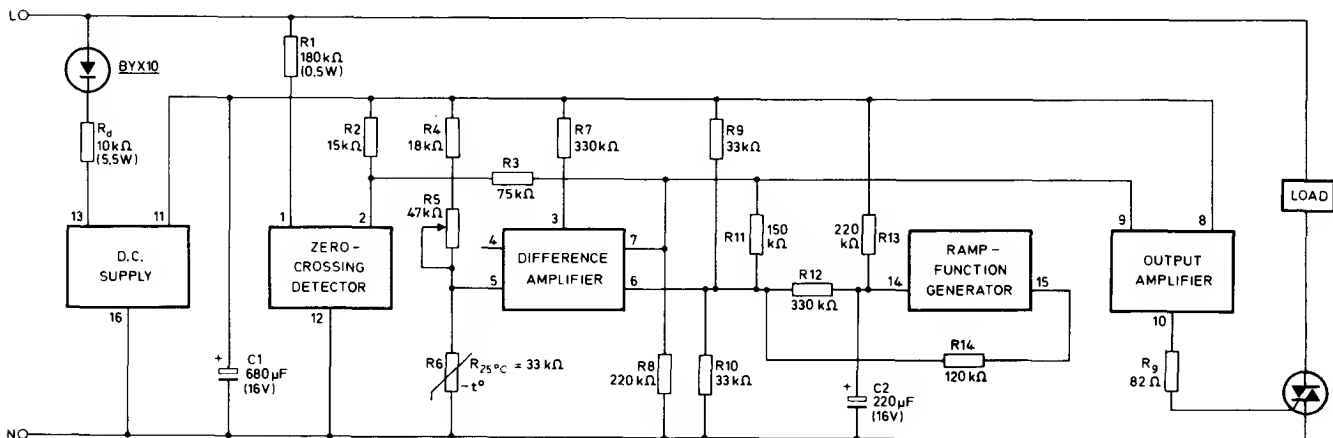 L
BYX10
Rd
10kΩ
(5,5W)
R1
180kΩ
(0,5W)
R2
15kΩ
R4
18kΩ
R7
330kΩ
R9
33kΩ
R3
75kΩ
R5
47kΩ
13
11
1
2
3
4
5
7
6
R11
150
kΩ
220
kΩ
R13
9
8
LOAD
D.C.
SUPPLY
ZERO-
CROSSING
DETECTOR
DIFFERENCE
AMPLIFIER
R12
330 kΩ
14
15
RAMP-
FUNCTION
GENERATOR
OUTPUT
AMPLIFIER
16
12
10
+
C1
680µF
(16V)
R6
R25°C = 33kΩ
-t°
R8
220kΩ
R10
33kΩ
R14
120kΩ
+
C2
220µF
(16V)
Rg
82Ω
N